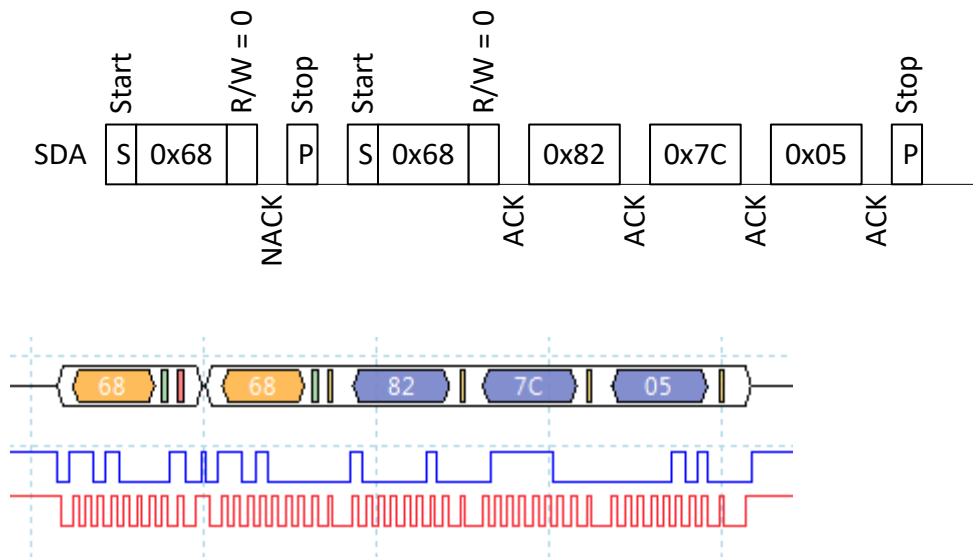 Start
R/W = 0
Stop
Start
R/W = 0
Stop
SDA S 0x68 P S 0x68 0x82 0x7C 0x05 P
NACK
ACK
ACK
ACK
ACK
68 68 82 7C 05